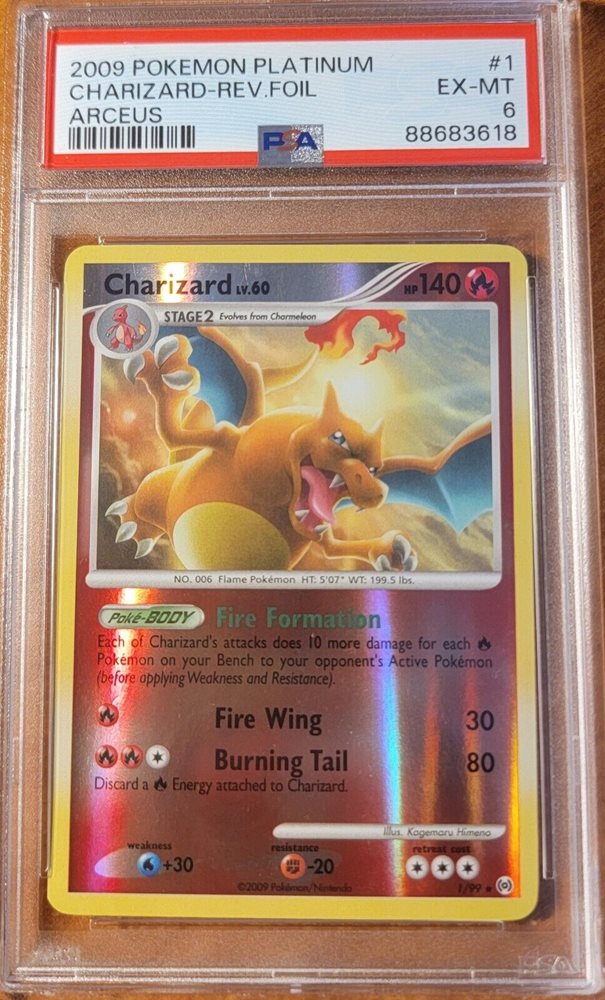 2009 POKEMON PLATINUM #1
CHARIZARD-REV.FOIL EX-MT
ARCEUS 6
PSA 88683618
Charizard LV.60 HP 140
STAGE2 Evolves from Charmeleon
NO. 006 Flame Pokémon HT: 5'07" WT: 199.5 lbs.
Poké-BODY Fire Formation
Each of Charizard's attacks does 10 more damage for each
Pokémon on your Bench to your opponent's Active Pokémon
(before applying Weakness and Resistance).
Fire Wing 30
Burning Tail 80
Discard a Energy attached to Charizard.
Illus. Kagemaru Himeno
weakness resistance retreat cost
+30 -20
©2009 Pokémon/Nintendo 1/99
PSA